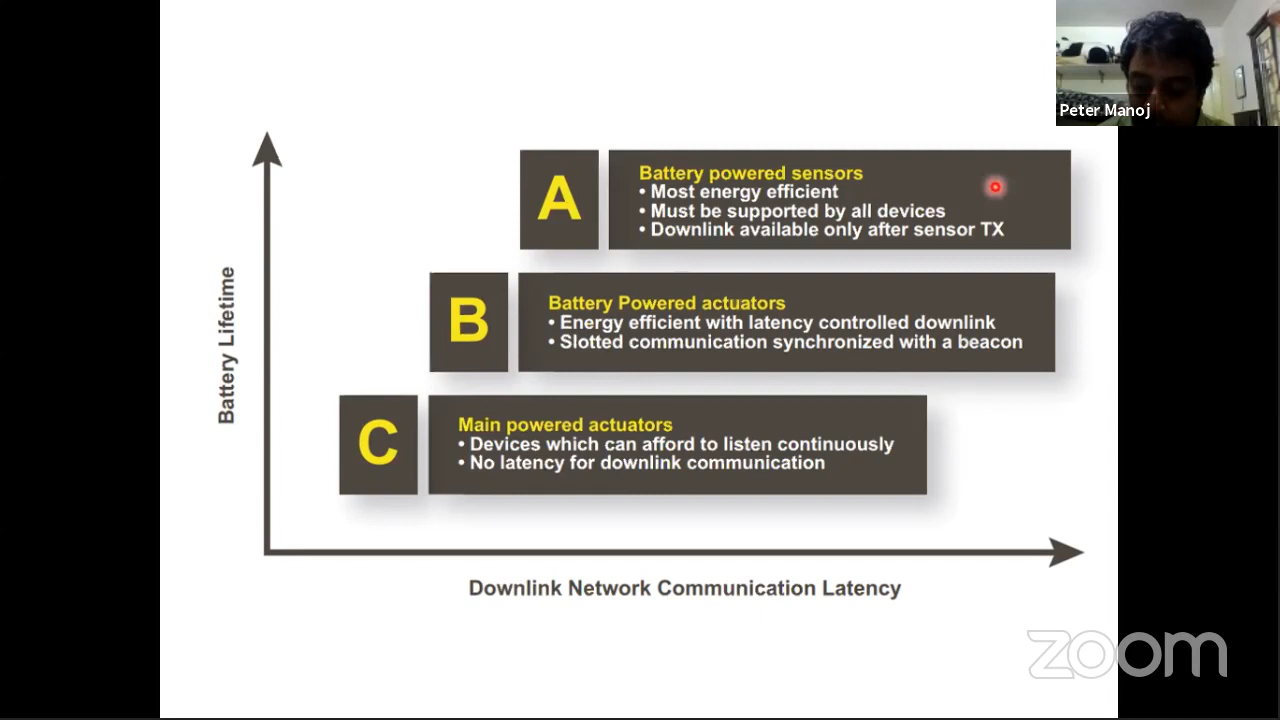 Peter Manoj
A
Battery powered sensors
• Most energy efficient
• Must be supported by all devices
• Downlink available only after sensor TX
B
Battery Powered actuators
• Energy efficient with latency controlled downlink
• Slotted communication synchronized with a beacon
C
Main powered actuators
• Devices which can afford to listen continuously
• No latency for downlink communication
Battery Lifetime
Downlink Network Communication Latency
zoom